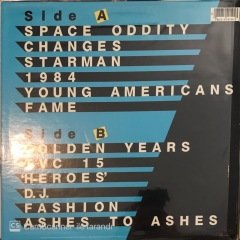 Side A
SPACE ODDITY
CHANGES
STARMAN
1984
YOUNG AMERICANS
FAME
Side B
GOLDEN YEARS
TVC 15
'HEROES'
D.J.
FASHION
ASHES TO ASHES
CS